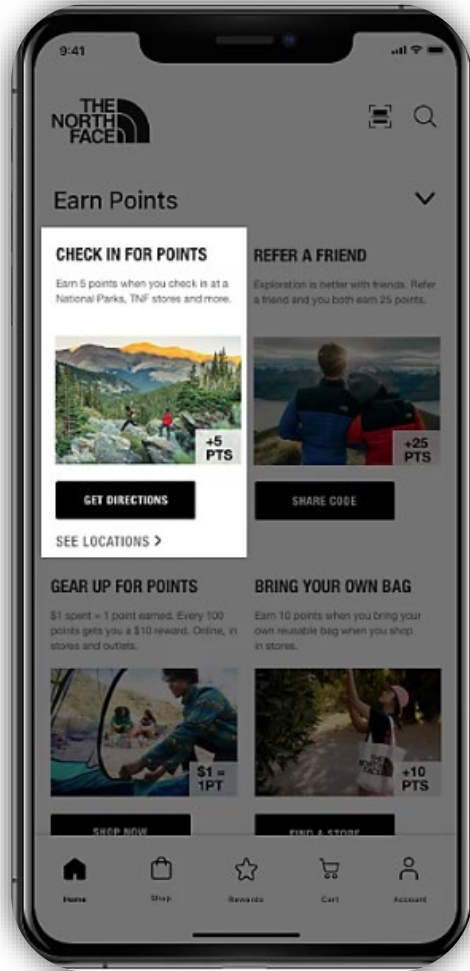 9:41
THE
NORTH
FACE
Earn Points
CHECK IN FOR POINTS
Earn 5 points when you check in at a
National Parks, TNF stores and more.
+5
PTS
GET DIRECTIONS
SEE LOCATIONS >
REFER A FRIEND
Exploration is better with friends. Refer
a friend and you both earn 25 points.
+25
PTS
SHARE CODE
GEAR UP FOR POINTS
$1 spent = 1 point earned. Every 100
points gets you a $10 reward. Online, in
stores and outlets.
$1 =
1PT
SHOP NOW
BRING YOUR OWN BAG
Earn 10 points when you bring your
own reusable bag when you shop
in stores.
THE
NORTH
FACE
+10
PTS
FIND A STORE
Home
Shop
Rewards
Cart
Account